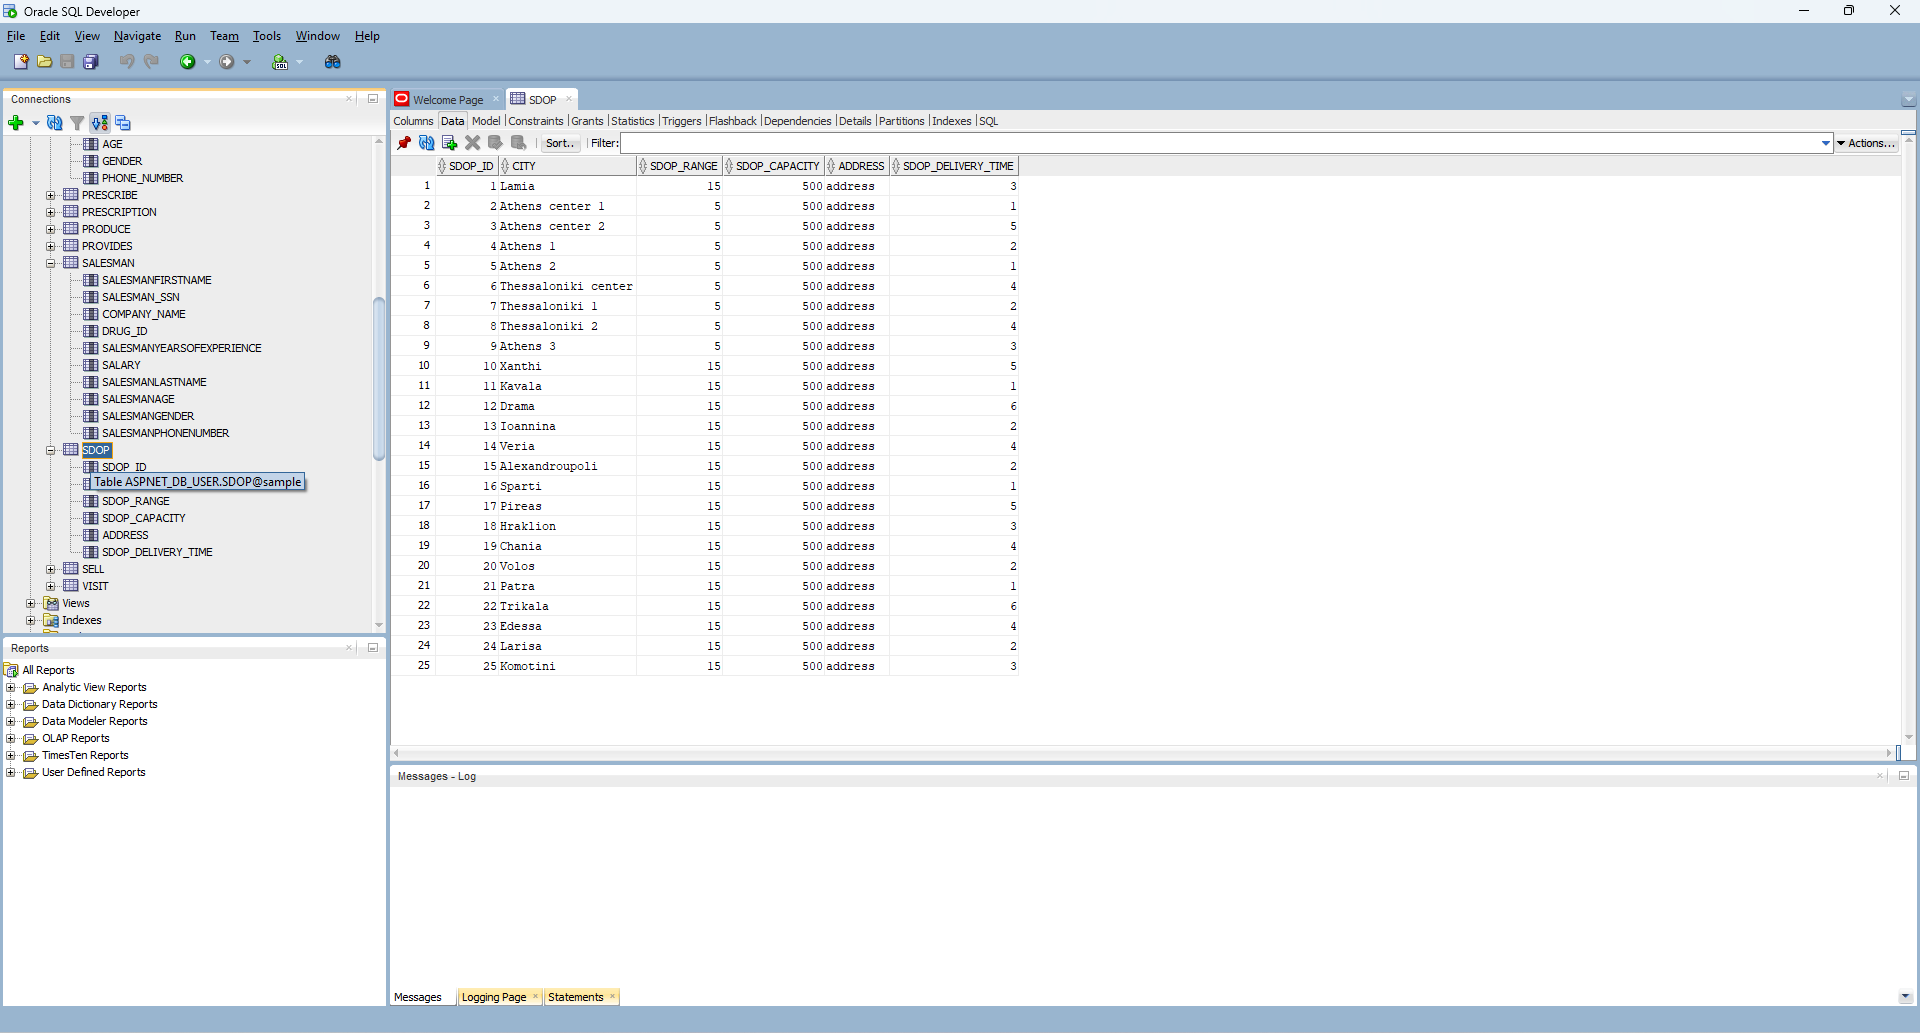 Oracle SQL Developer
File Edit View Navigate Run Team Tools Window Help
Connections
AGE
GENDER
PHONE_NUMBER
PRESCRIBE
PRESCRIPTION
PRODUCE
PROVIDES
SALESMAN
SALESMANFIRSTNAME
SALESMAN_SSN
COMPANY_NAME
DRUG_ID
SALESMANYEARSOFEXPERIENCE
SALARY
SALESMANLASTNAME
SALESMANAGE
SALESMANGENDER
SALESMANPHONENUMBER
SDOP
SDOP_ID
Table ASPNET_DB_USER.SDOP@sample
SDOP_RANGE
SDOP_CAPACITY
ADDRESS
SDOP_DELIVERY_TIME
SELL
VISIT
Views
Indexes
Reports
All Reports
Analytic View Reports
Data Dictionary Reports
Data Modeler Reports
OLAP Reports
TimesTen Reports
User Defined Reports
Welcome Page SDOP
Columns Data Model Constraints Grants Statistics Triggers Flashback Dependencies Details Partitions Indexes SQL
Sort.. Filter: Actions...
SDOP_ID CITY SDOP_RANGE SDOP_CAPACITY ADDRESS SDOP_DELIVERY_TIME
1 1 Lamia 15 500 address 3
2 2 Athens center 1 5 500 address 1
3 3 Athens center 2 5 500 address 5
4 4 Athens 1 5 500 address 2
5 5 Athens 2 5 500 address 1
6 6 Thessaloniki center 5 500 address 4
7 7 Thessaloniki 1 5 500 address 2
8 8 Thessaloniki 2 5 500 address 4
9 9 Athens 3 5 500 address 3
10 10 Xanthi 15 500 address 5
11 11 Kavala 15 500 address 1
12 12 Drama 15 500 address 6
13 13 Ioannina 15 500 address 2
14 14 Veria 15 500 address 4
15 15 Alexandroupoli 15 500 address 2
16 16 Sparti 15 500 address 1
17 17 Pireas 15 500 address 5
18 18 Hraklion 15 500 address 3
19 19 Chania 15 500 address 4
20 20 Volos 15 500 address 2
21 21 Patra 15 500 address 1
22 22 Trikala 15 500 address 6
23 23 Edessa 15 500 address 4
24 24 Larisa 15 500 address 2
25 25 Komotini 15 500 address 3
Messages - Log
Messages Logging Page Statements